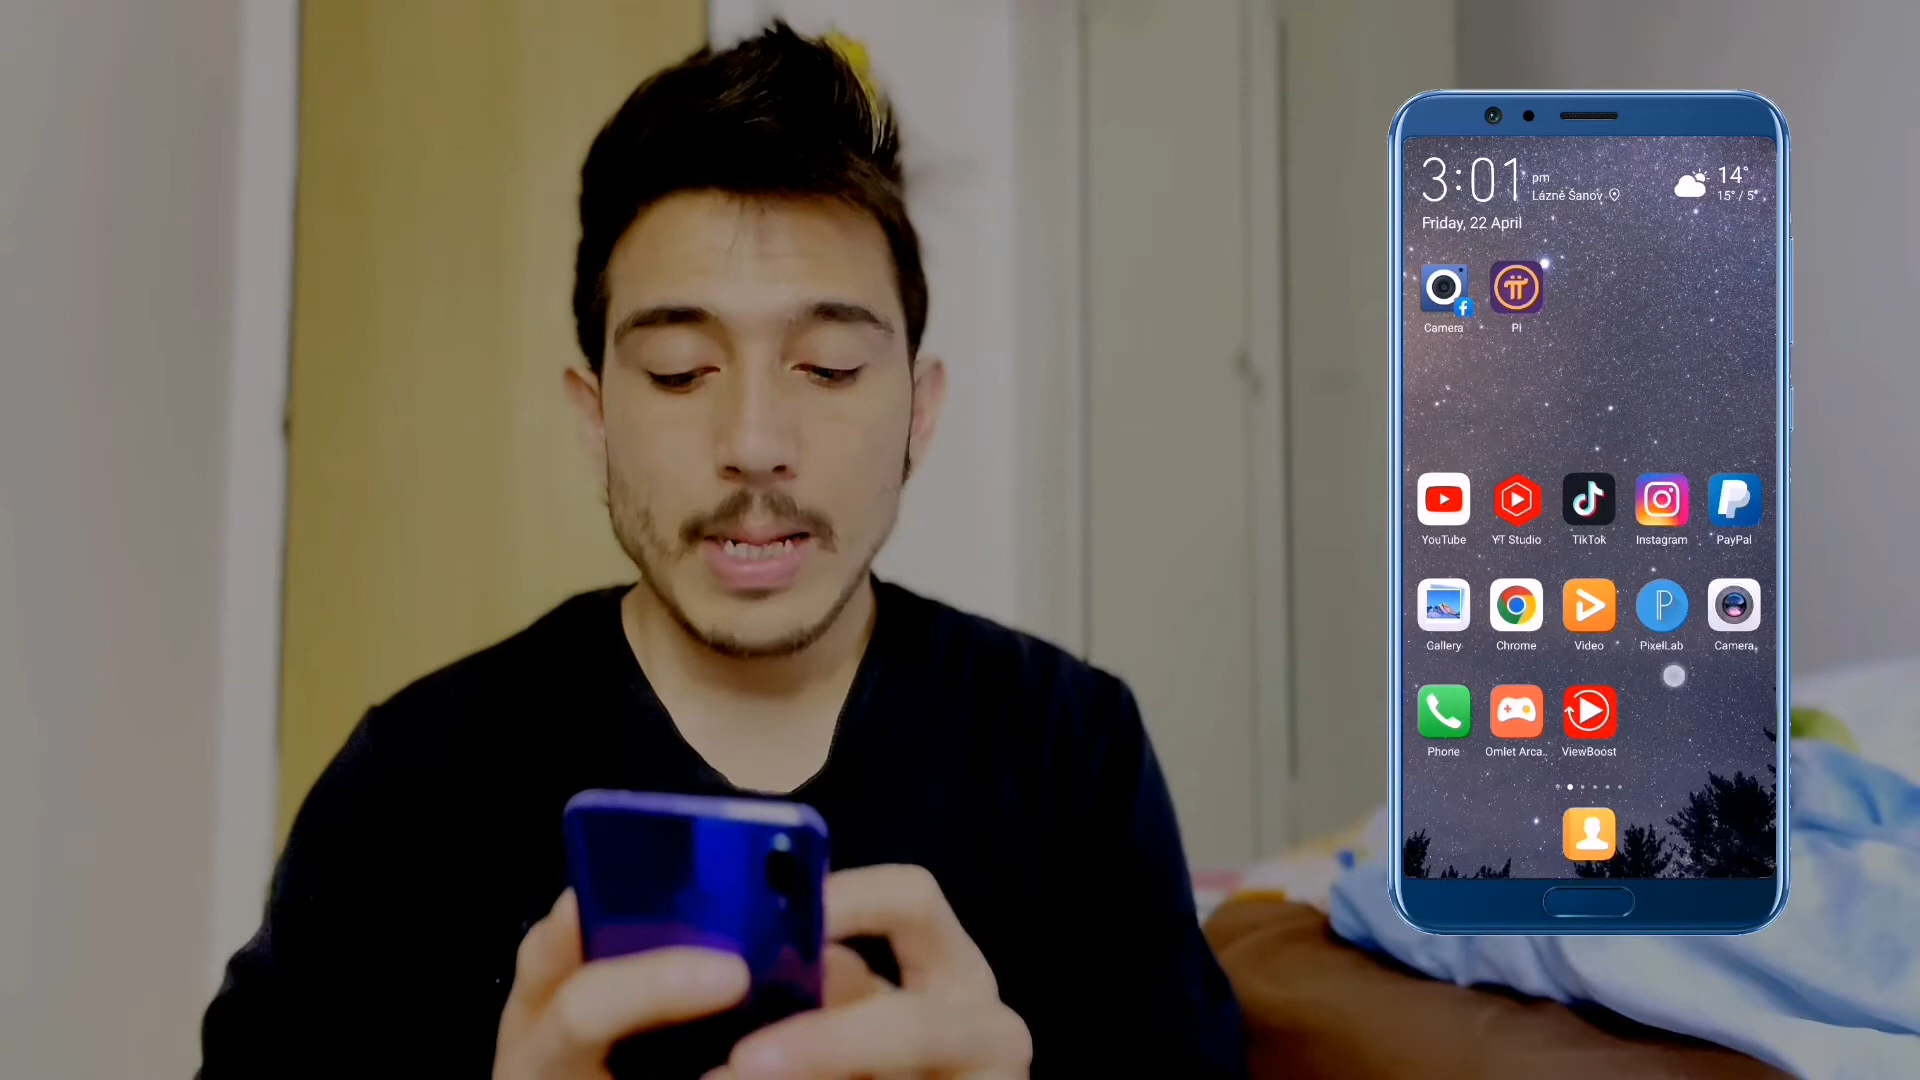 3:01 pm
Lázně Šanov
14°
15° / 5°
Friday, 22 April
Camera Pi
YouTube YT Studio TikTok Instagram PayPal
Gallery Chrome Video PixelLab Camera
Phone Omlet Arca.. ViewBoost